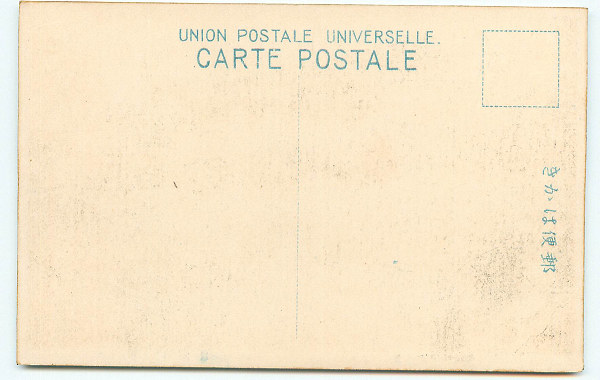 UNION POSTALE UNIVERSELLE.
CARTE POSTALE
きかは便郵